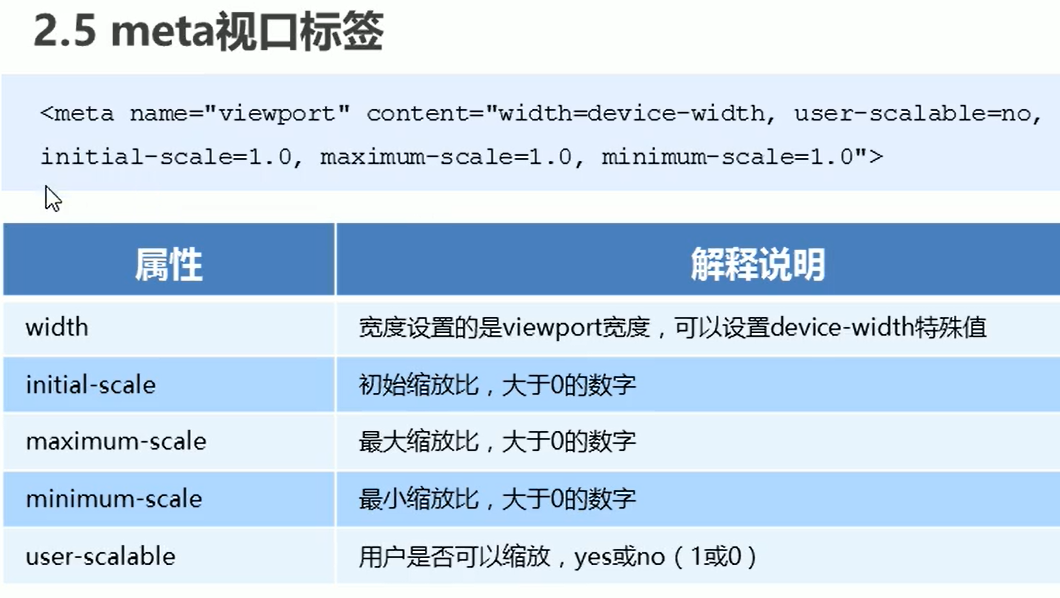 2.5 meta视口标签
<meta name="viewport" content="width=device-width, user-scalable=no,
initial-scale=1.0, maximum-scale=1.0, minimum-scale=1.0">
属性 解释说明
width 宽度设置的是viewport宽度，可以设置device-width特殊值
initial-scale 初始缩放比，大于0的数字
maximum-scale 最大缩放比，大于0的数字
minimum-scale 最小缩放比，大于0的数字
user-scalable 用户是否可以缩放，yes或no（1或0）